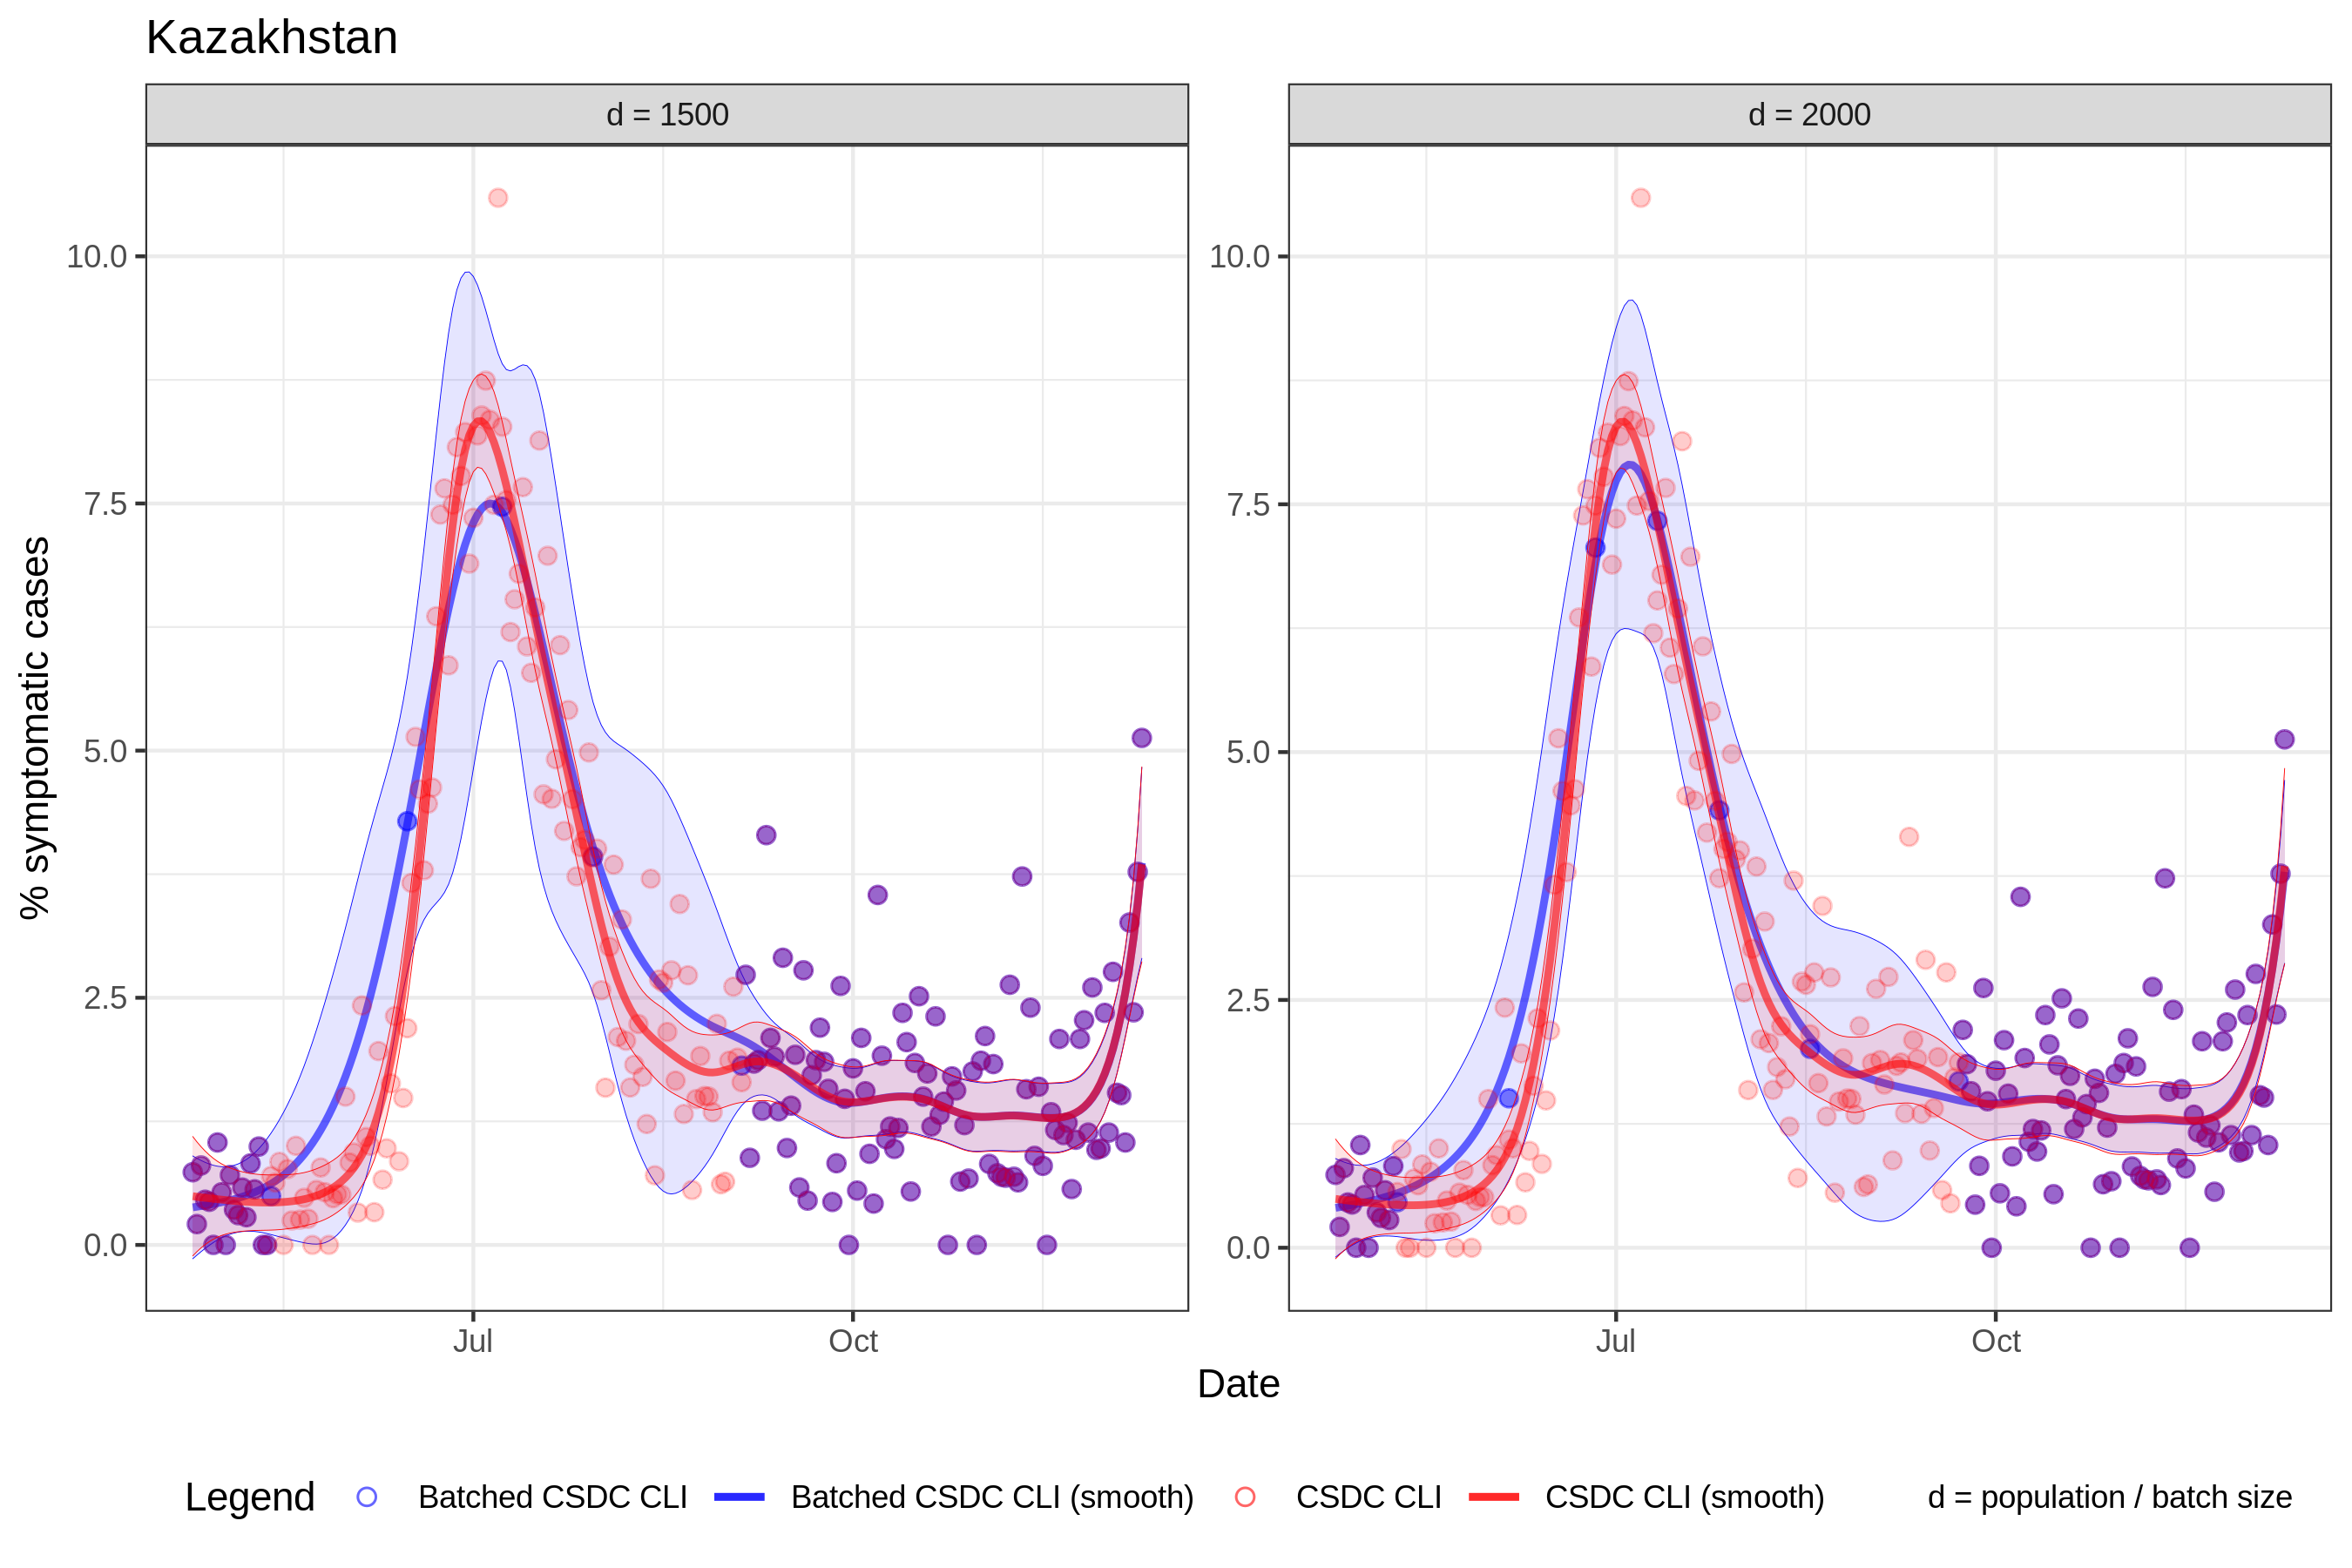 Kazakhstan
d = 1500
d = 2000
% symptomatic cases
10.0
7.5
5.0
2.5
0.0
10.0
7.5
5.0
2.5
0.0
Jul
Oct
Jul
Oct
Date
Legend
Batched CSDC CLI
Batched CSDC CLI (smooth)
CSDC CLI
CSDC CLI (smooth)
d = population / batch size